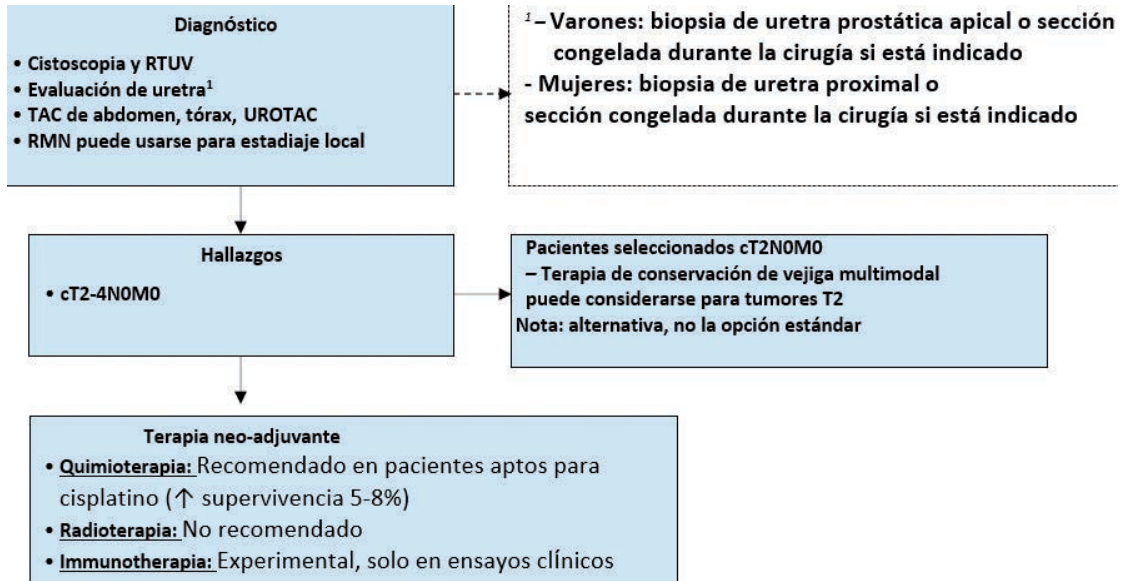 Diagnóstico
• Cistoscopia y RTUV
• Evaluación de uretra¹
• TAC de abdomen, tórax, UROTAC
• RMN puede usarse para estadiaje local
¹ – Varones: biopsia de uretra prostática apical o sección
congelada durante la cirugía si está indicado
- Mujeres: biopsia de uretra proximal o
sección congelada durante la cirugía si está indicado
Hallazgos
• cT2-4N0M0
Pacientes seleccionados cT2N0M0
– Terapia de conservación de vejiga multimodal
puede considerarse para tumores T2
Nota: alternativa, no la opción estándar
Terapia neo-adjuvante
• Quimioterapia: Recomendado en pacientes aptos para
cisplatino (↑ supervivencia 5-8%)
• Radioterapia: No recomendado
• Immunotherapia: Experimental, solo en ensayos clínicos